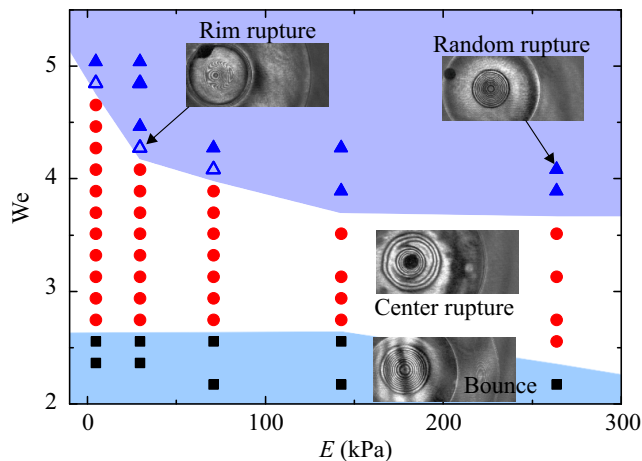 Rim rupture
Random rupture
5
4
We
3
Center rupture
Bounce
2
0
100
200
300
E (kPa)